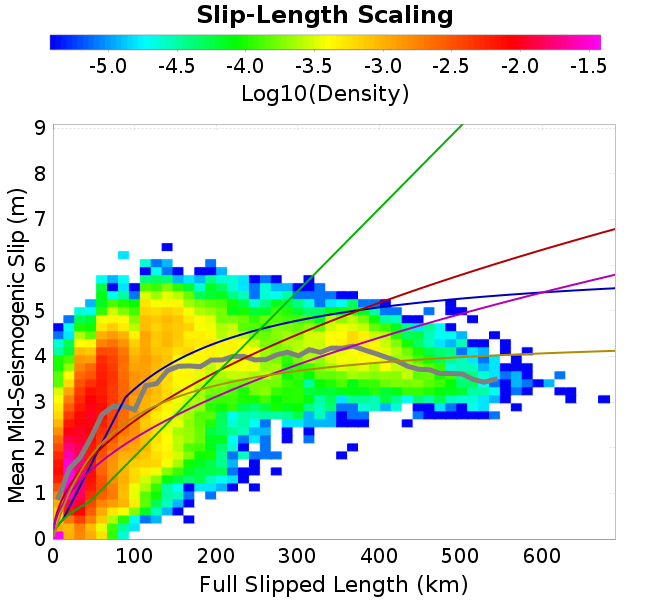 Slip-Length Scaling
-5.0 -4.5 -4.0 -3.5 -3.0 -2.5 -2.0 -1.5
Log10(Density)
9
8
7
6
5
4
3
2
1
0
Mean Mid-Seismogenic Slip (m)
0 100 200 300 400 500 600
Full Slipped Length (km)